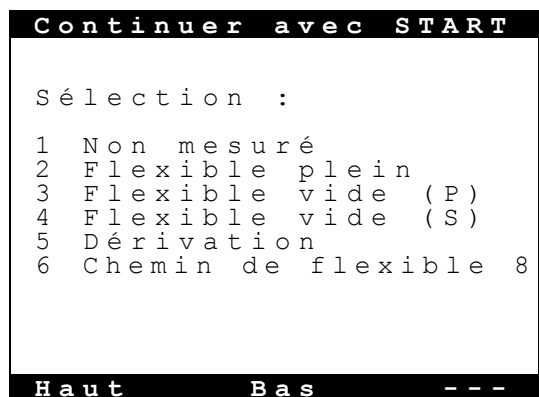 Continuer avec START
Sélection :
1 Non mesuré
2 Flexible plein
3 Flexible vide (P)
4 Flexible vide (S)
5 Dérivation
6 Chemin de flexible 8
Haut Bas ---